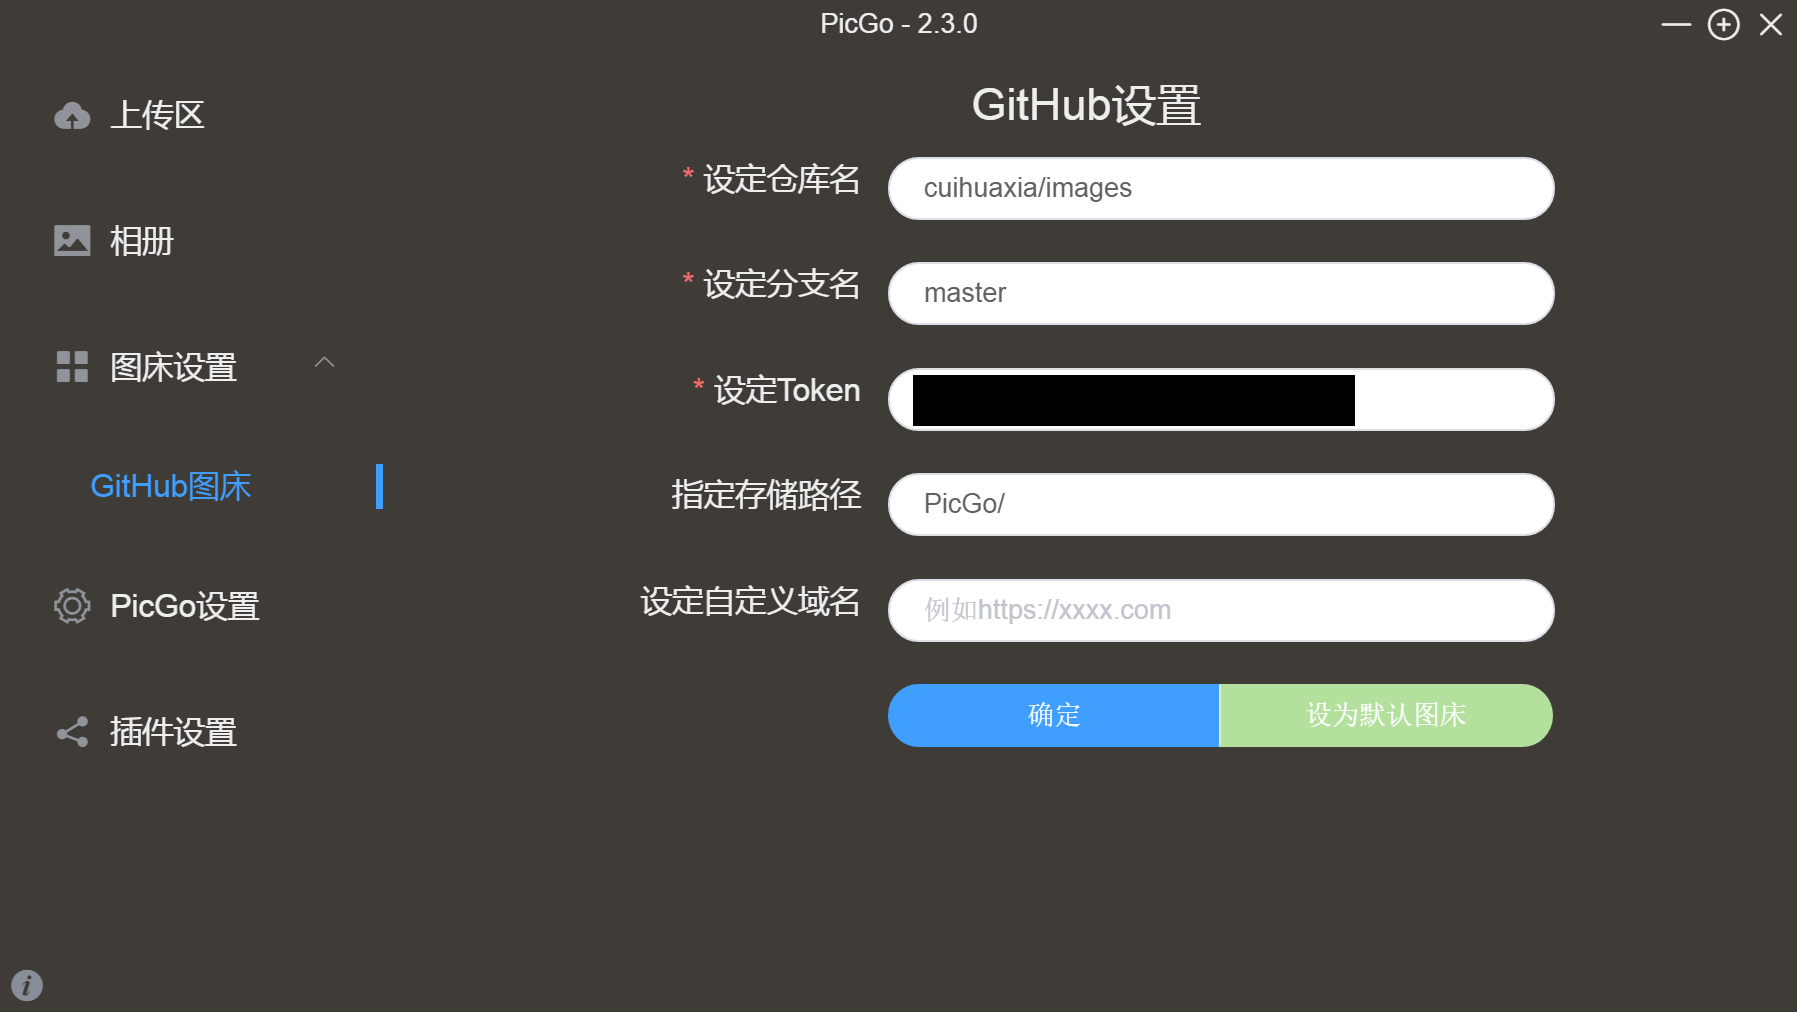 PicGo - 2.3.0
上传区
相册
图床设置
GitHub图床
PicGo设置
插件设置
GitHub设置
* 设定仓库名
cuihuaxia/images
* 设定分支名
master
* 设定Token
指定存储路径
PicGo/
设定自定义域名
例如https://xxxx.com
确定
设为默认图床
i